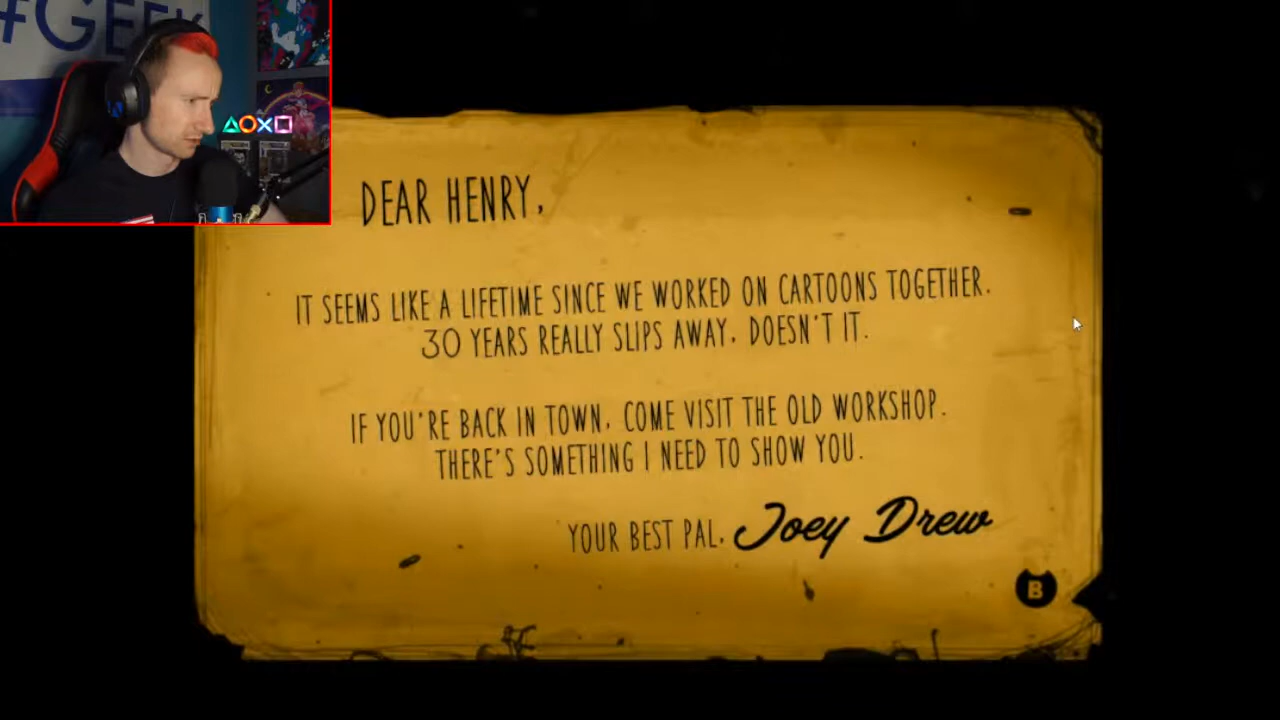 #GEEK
DEAR HENRY,
IT SEEMS LIKE A LIFETIME SINCE WE WORKED ON CARTOONS TOGETHER.
30 YEARS REALLY SLIPS AWAY, DOESN'T IT.
IF YOU'RE BACK IN TOWN, COME VISIT THE OLD WORKSHOP.
THERE'S SOMETHING I NEED TO SHOW YOU.
YOUR BEST PAL, Joey Drew
B